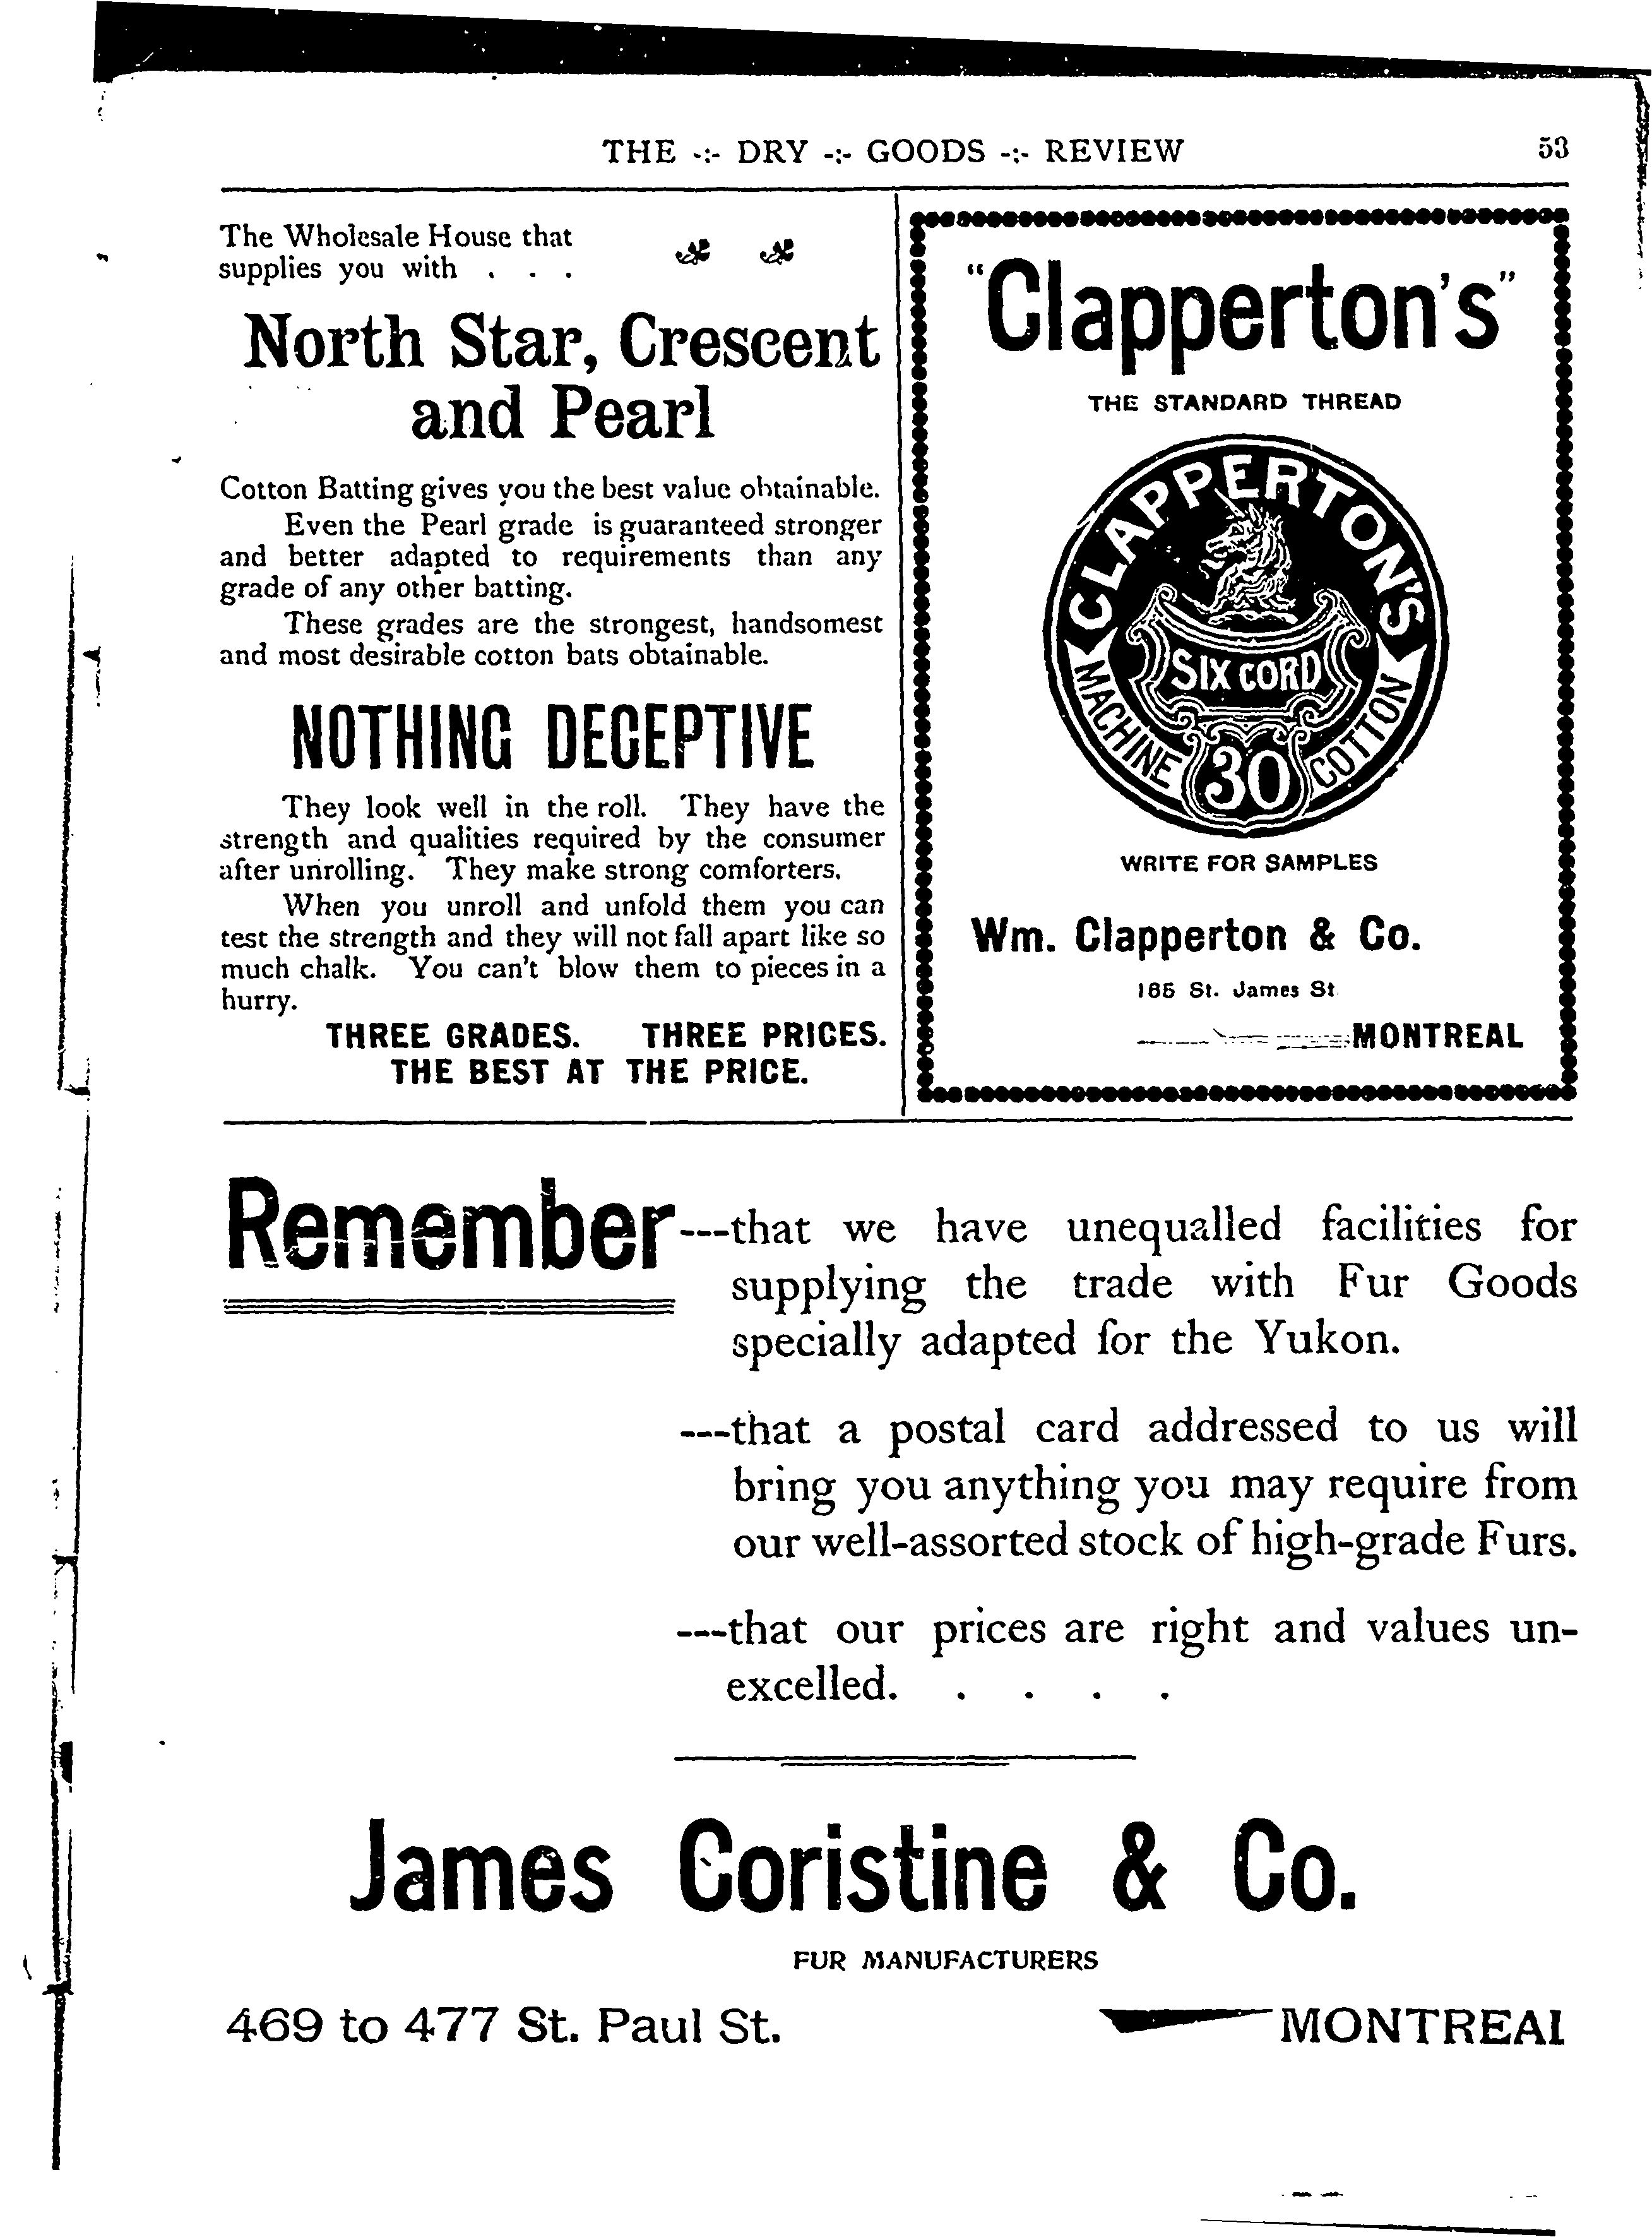 THE -:- DRY -:- GOODS -:- REVIEW 53
The Wholesale House that
supplies you with . . .
North Star, Crescent
and Pearl
Cotton Batting gives you the best value obtainable.
Even the Pearl grade is guaranteed stronger
and better adapted to requirements than any
grade of any other batting.
These grades are the strongest, handsomest
and most desirable cotton bats obtainable.
NOTHING DECEPTIVE
They look well in the roll. They have the
strength and qualities required by the consumer
after unrolling. They make strong comforters.
When you unroll and unfold them you can
test the strength and they will not fall apart like so
much chalk. You can't blow them to pieces in a
hurry.
THREE GRADES. THREE PRICES.
THE BEST AT THE PRICE.
"Clapperton's"
THE STANDARD THREAD
CLAPPERTON'S
SIX CORD
MACHINE 30 COTTON
WRITE FOR SAMPLES
Wm. Clapperton & Co.
165 St. James St.
MONTREAL
Remember---that we have unequalled facilities for
supplying the trade with Fur Goods
specially adapted for the Yukon.
---that a postal card addressed to us will
bring you anything you may require from
our well-assorted stock of high-grade Furs.
---that our prices are right and values un-
excelled. . . . .
James Coristine & Co.
FUR MANUFACTURERS
469 to 477 St. Paul St. MONTREAL